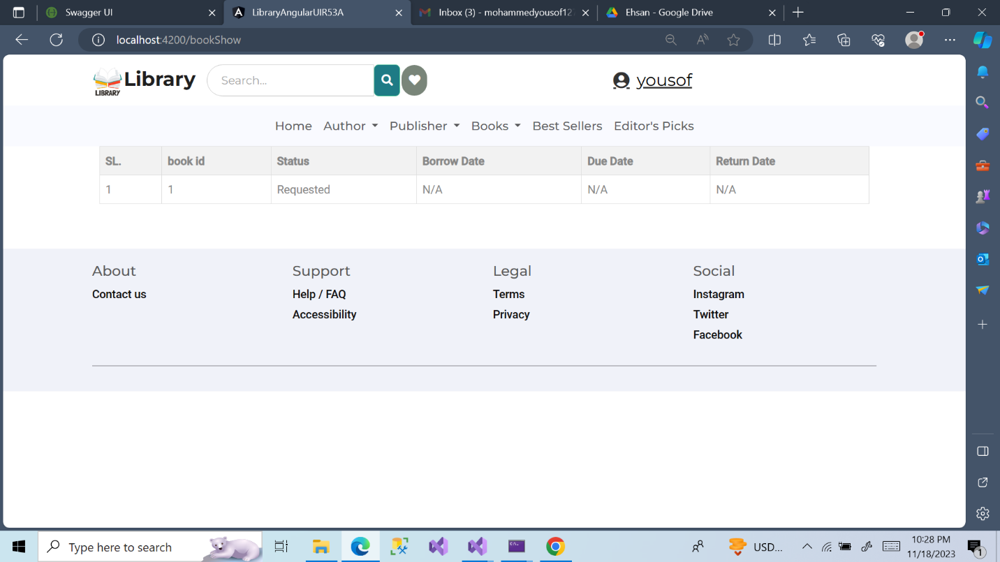 Swagger UI
LibraryAngularUIR53A
Inbox (3) - mohammedyousof127
Ehsan - Google Drive
localhost:4200/bookShow
LIBRARY
Library
Search...
yousof
Home Author Publisher Books Best Sellers Editor's Picks
SL. book id Status Borrow Date Due Date Return Date
1 1 Requested N/A N/A N/A
About Support Legal Social
Contact us Help / FAQ Terms Instagram
Accessibility Privacy Twitter
Facebook
Type here to search
USD...
10:28 PM
11/18/2023
1